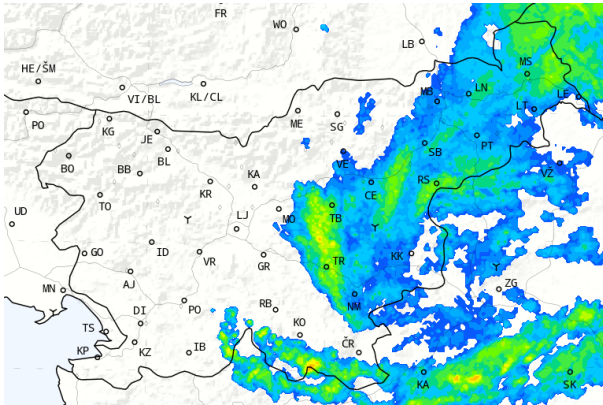 FR
WO
LB
HE/ŠM
MS
VI/BL
KL/CL
MB
LN
LE
LT
PO
KG
ME
SG
JE
PT
BL
VE
SB
BO
BB
VŽ
KR
KA
CE
RS
TO
MO
TB
UD
LJ
GO
ID
VR
GR
TR
KK
AJ
ZG
MN
PO
RB
NM
DI
TS
KO
KP
KZ
IB
ČR
KA
SK